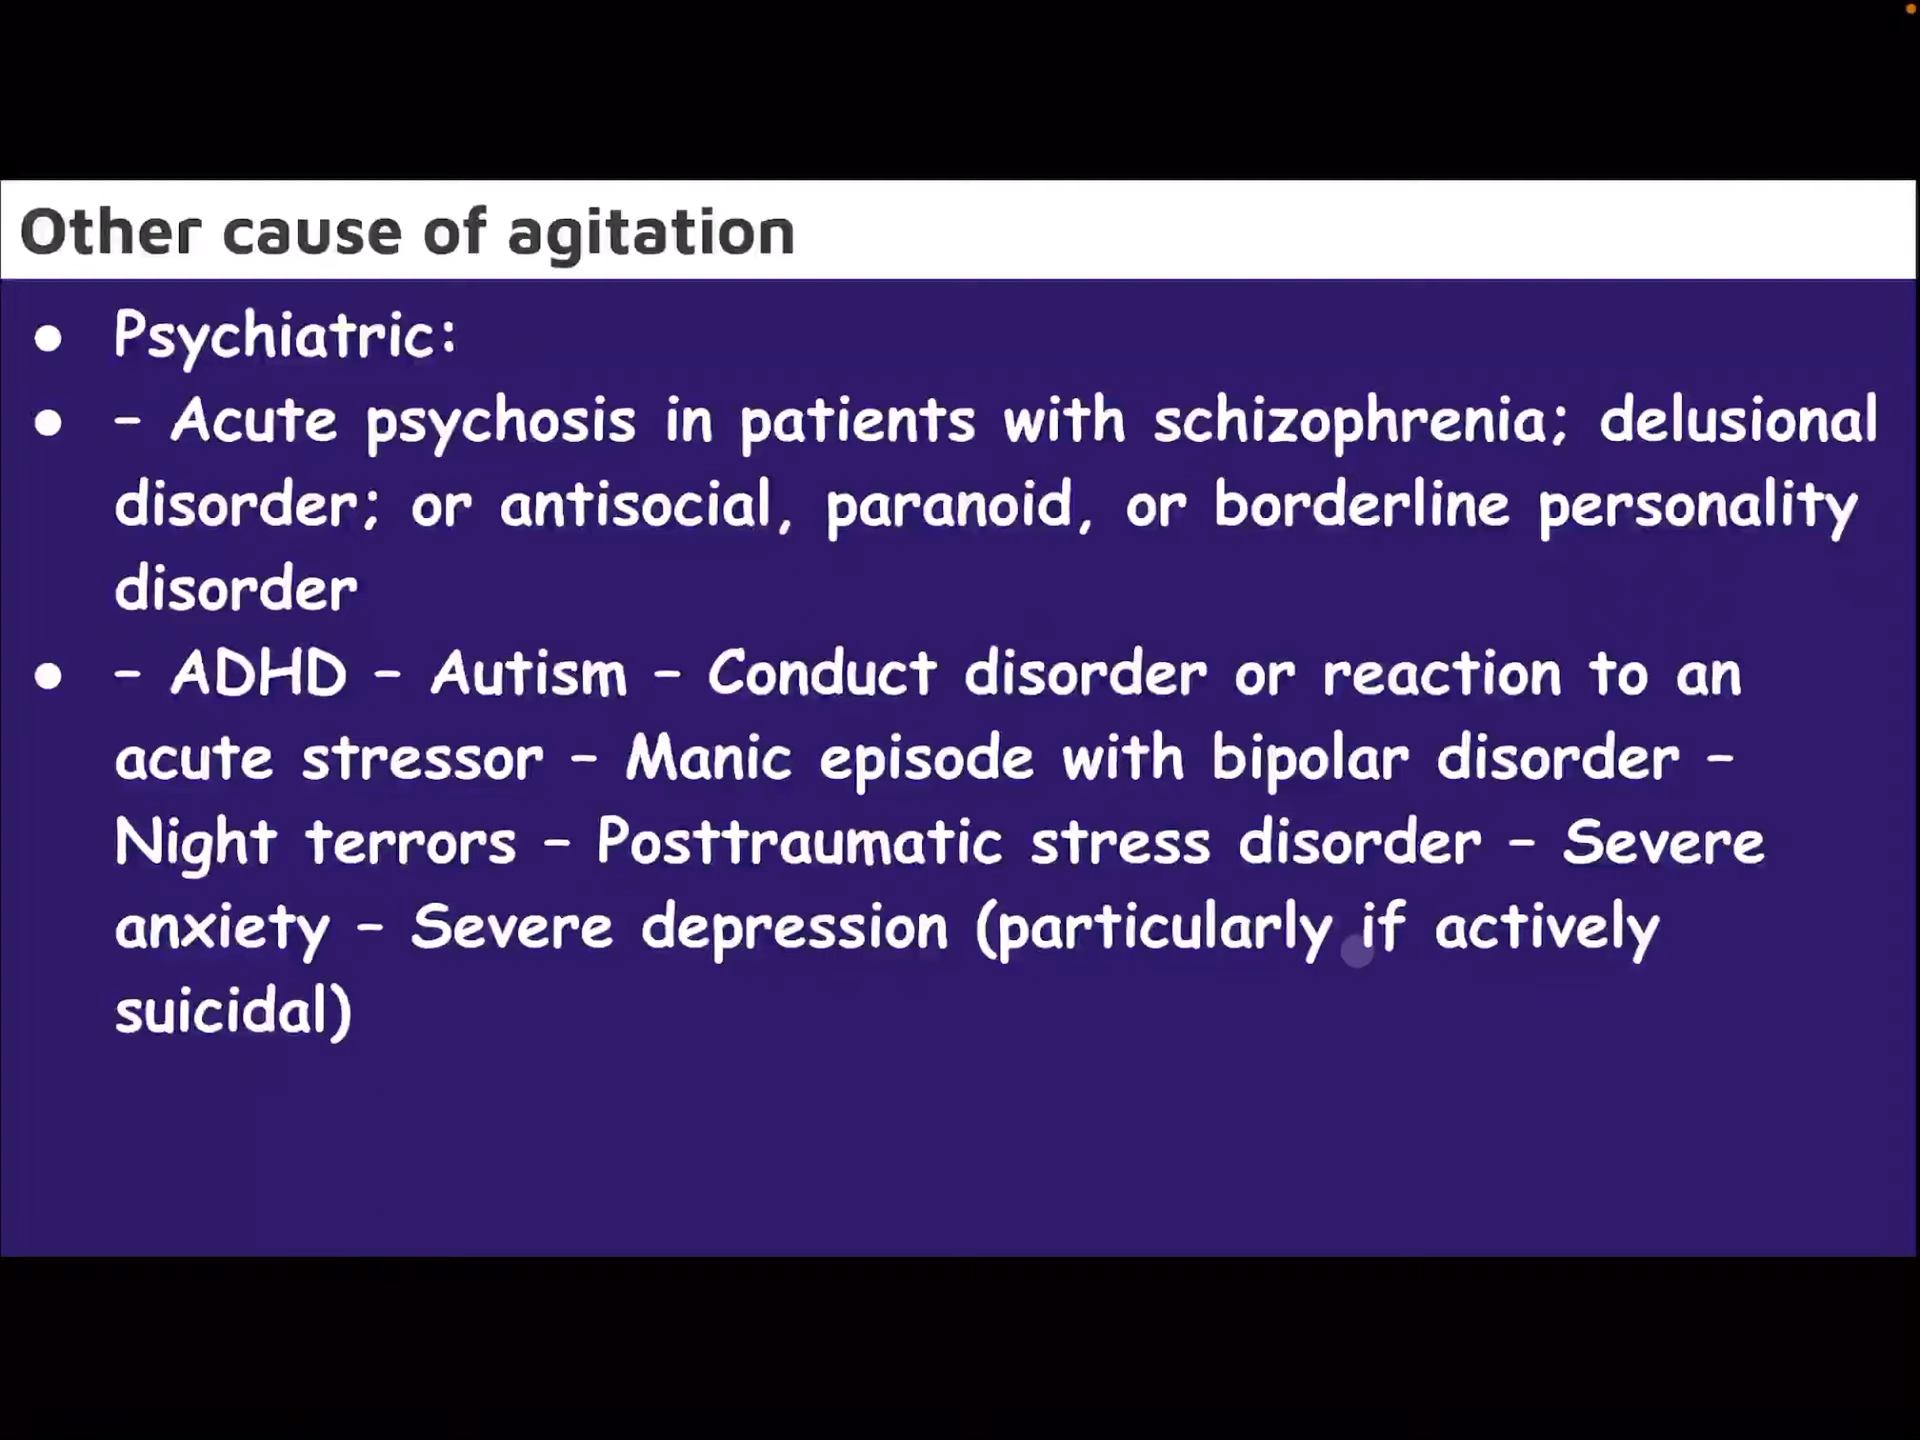 Other cause of agitation
● Psychiatric:
● – Acute psychosis in patients with schizophrenia; delusional
disorder; or antisocial, paranoid, or borderline personality
disorder
● – ADHD – Autism – Conduct disorder or reaction to an
acute stressor – Manic episode with bipolar disorder –
Night terrors – Posttraumatic stress disorder – Severe
anxiety – Severe depression (particularly if actively
suicidal)